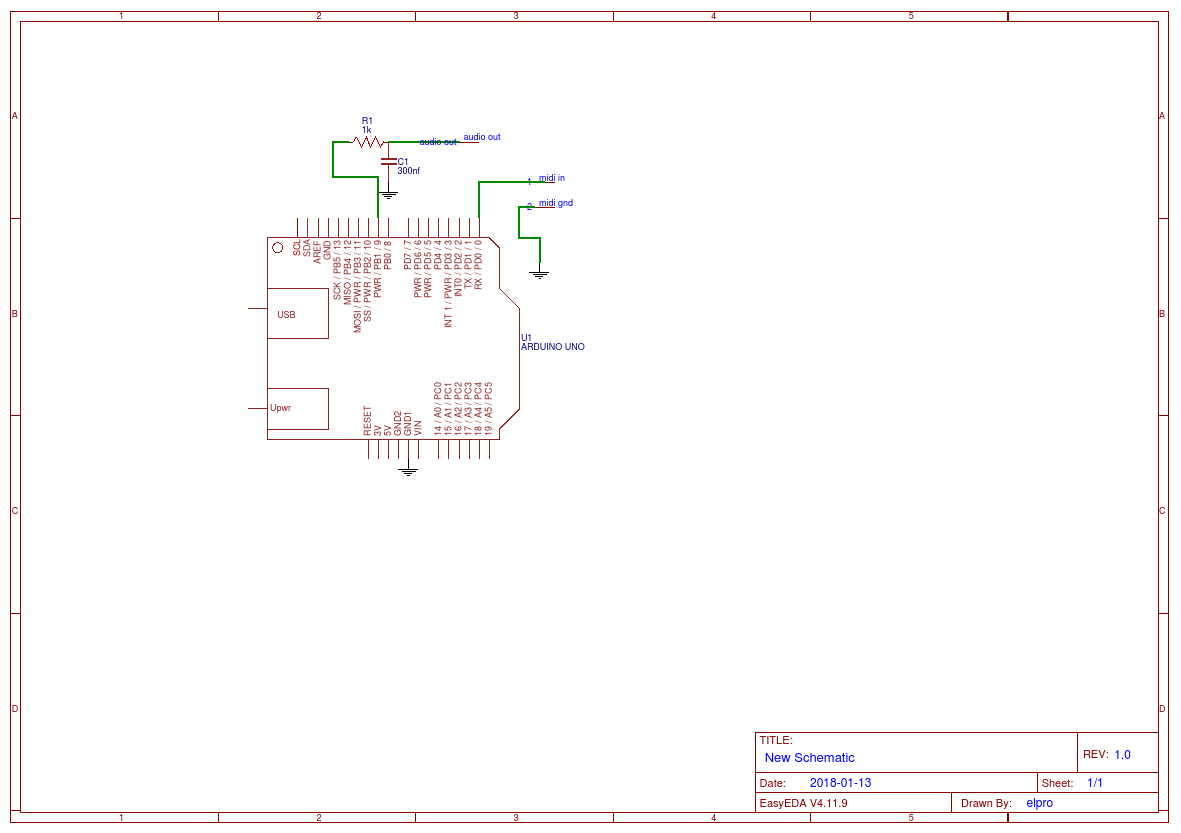 1 2 3 4 5
A A
R1
1k
audio out
audio out
C1
300nf
1 midi in
2 midi gnd
SCL
SDA
AREF
GND
SCK / PB5 / 13
MISO / PB4 / 12
MOSI / PWR / PB3 / 11
SS / PWR / PB2 / 10
PWR / PB1 / 9
PB0 / 8
PD7 / 7
PWR / PD6 / 6
PWR / PD5 / 5
PD4 / 4
INT 1 / PWR / PD3 / 3
INT0 / PD2 / 2
TX / PD1 / 1
RX / PD0 / 0
B B
USB
U1
ARDUINO UNO
Upwr
RESET
3V
5V
GND2
GND1
VIN
14 / A0 / PC0
15 / A1 / PC1
16 / A2 / PC2
17 / A3 / PC3
18 / A4 / PC4
19 / A5 / PC5
C C
D D
TITLE:
New Schematic
REV: 1.0
Date: 2018-01-13
Sheet: 1/1
EasyEDA V4.11.9
Drawn By: elpro
1 2 3 4 5